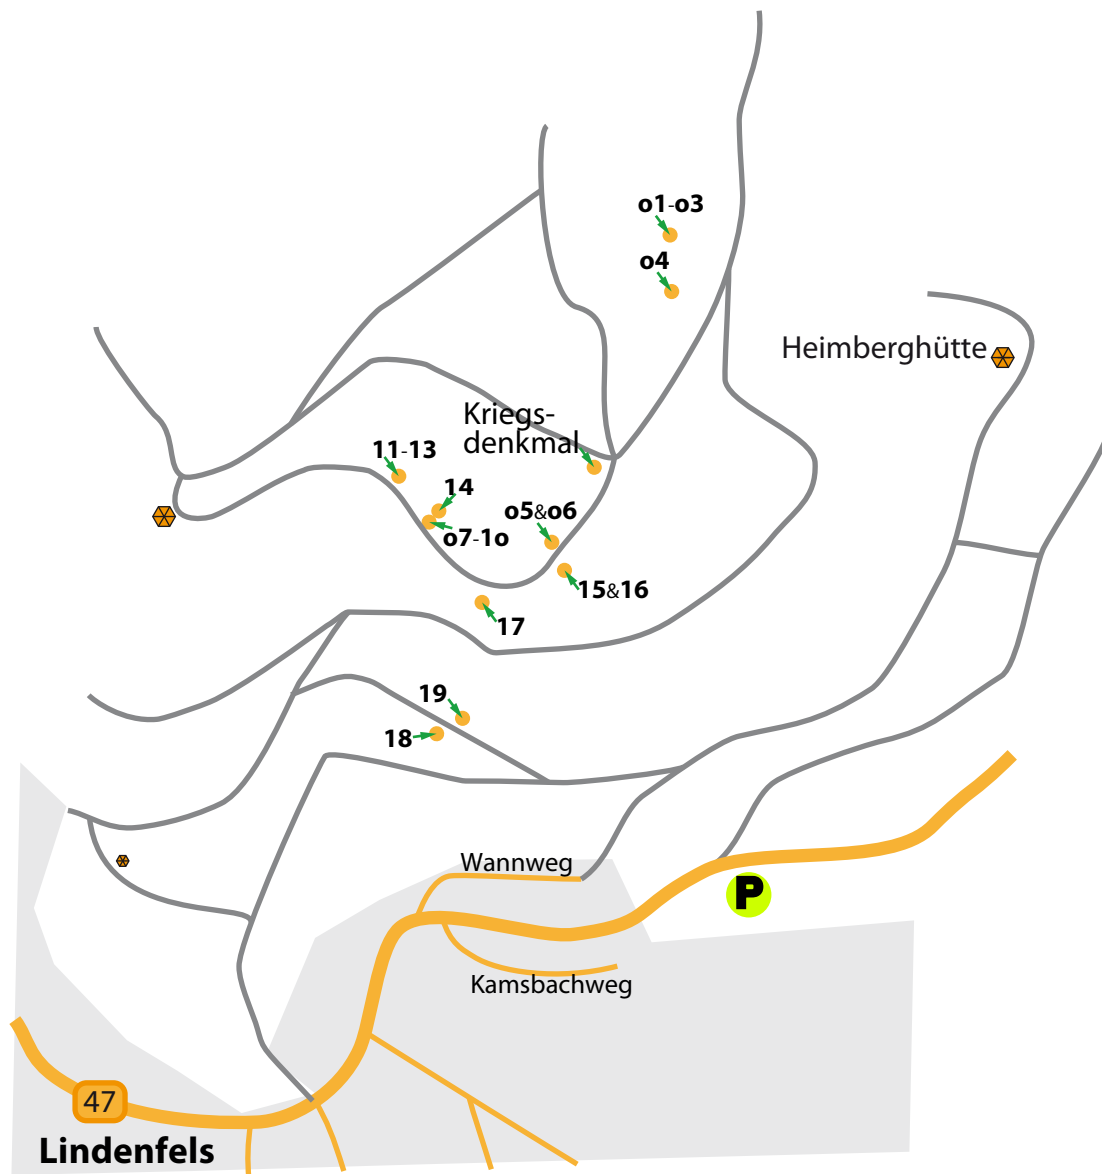 o1-o3
o4
Heimberghütte
Kriegs-
denkmal
11-13
14
o5&o6
o7-1o
15&16
17
19
18
Wannweg
P
Kamsbachweg
47
Lindenfels